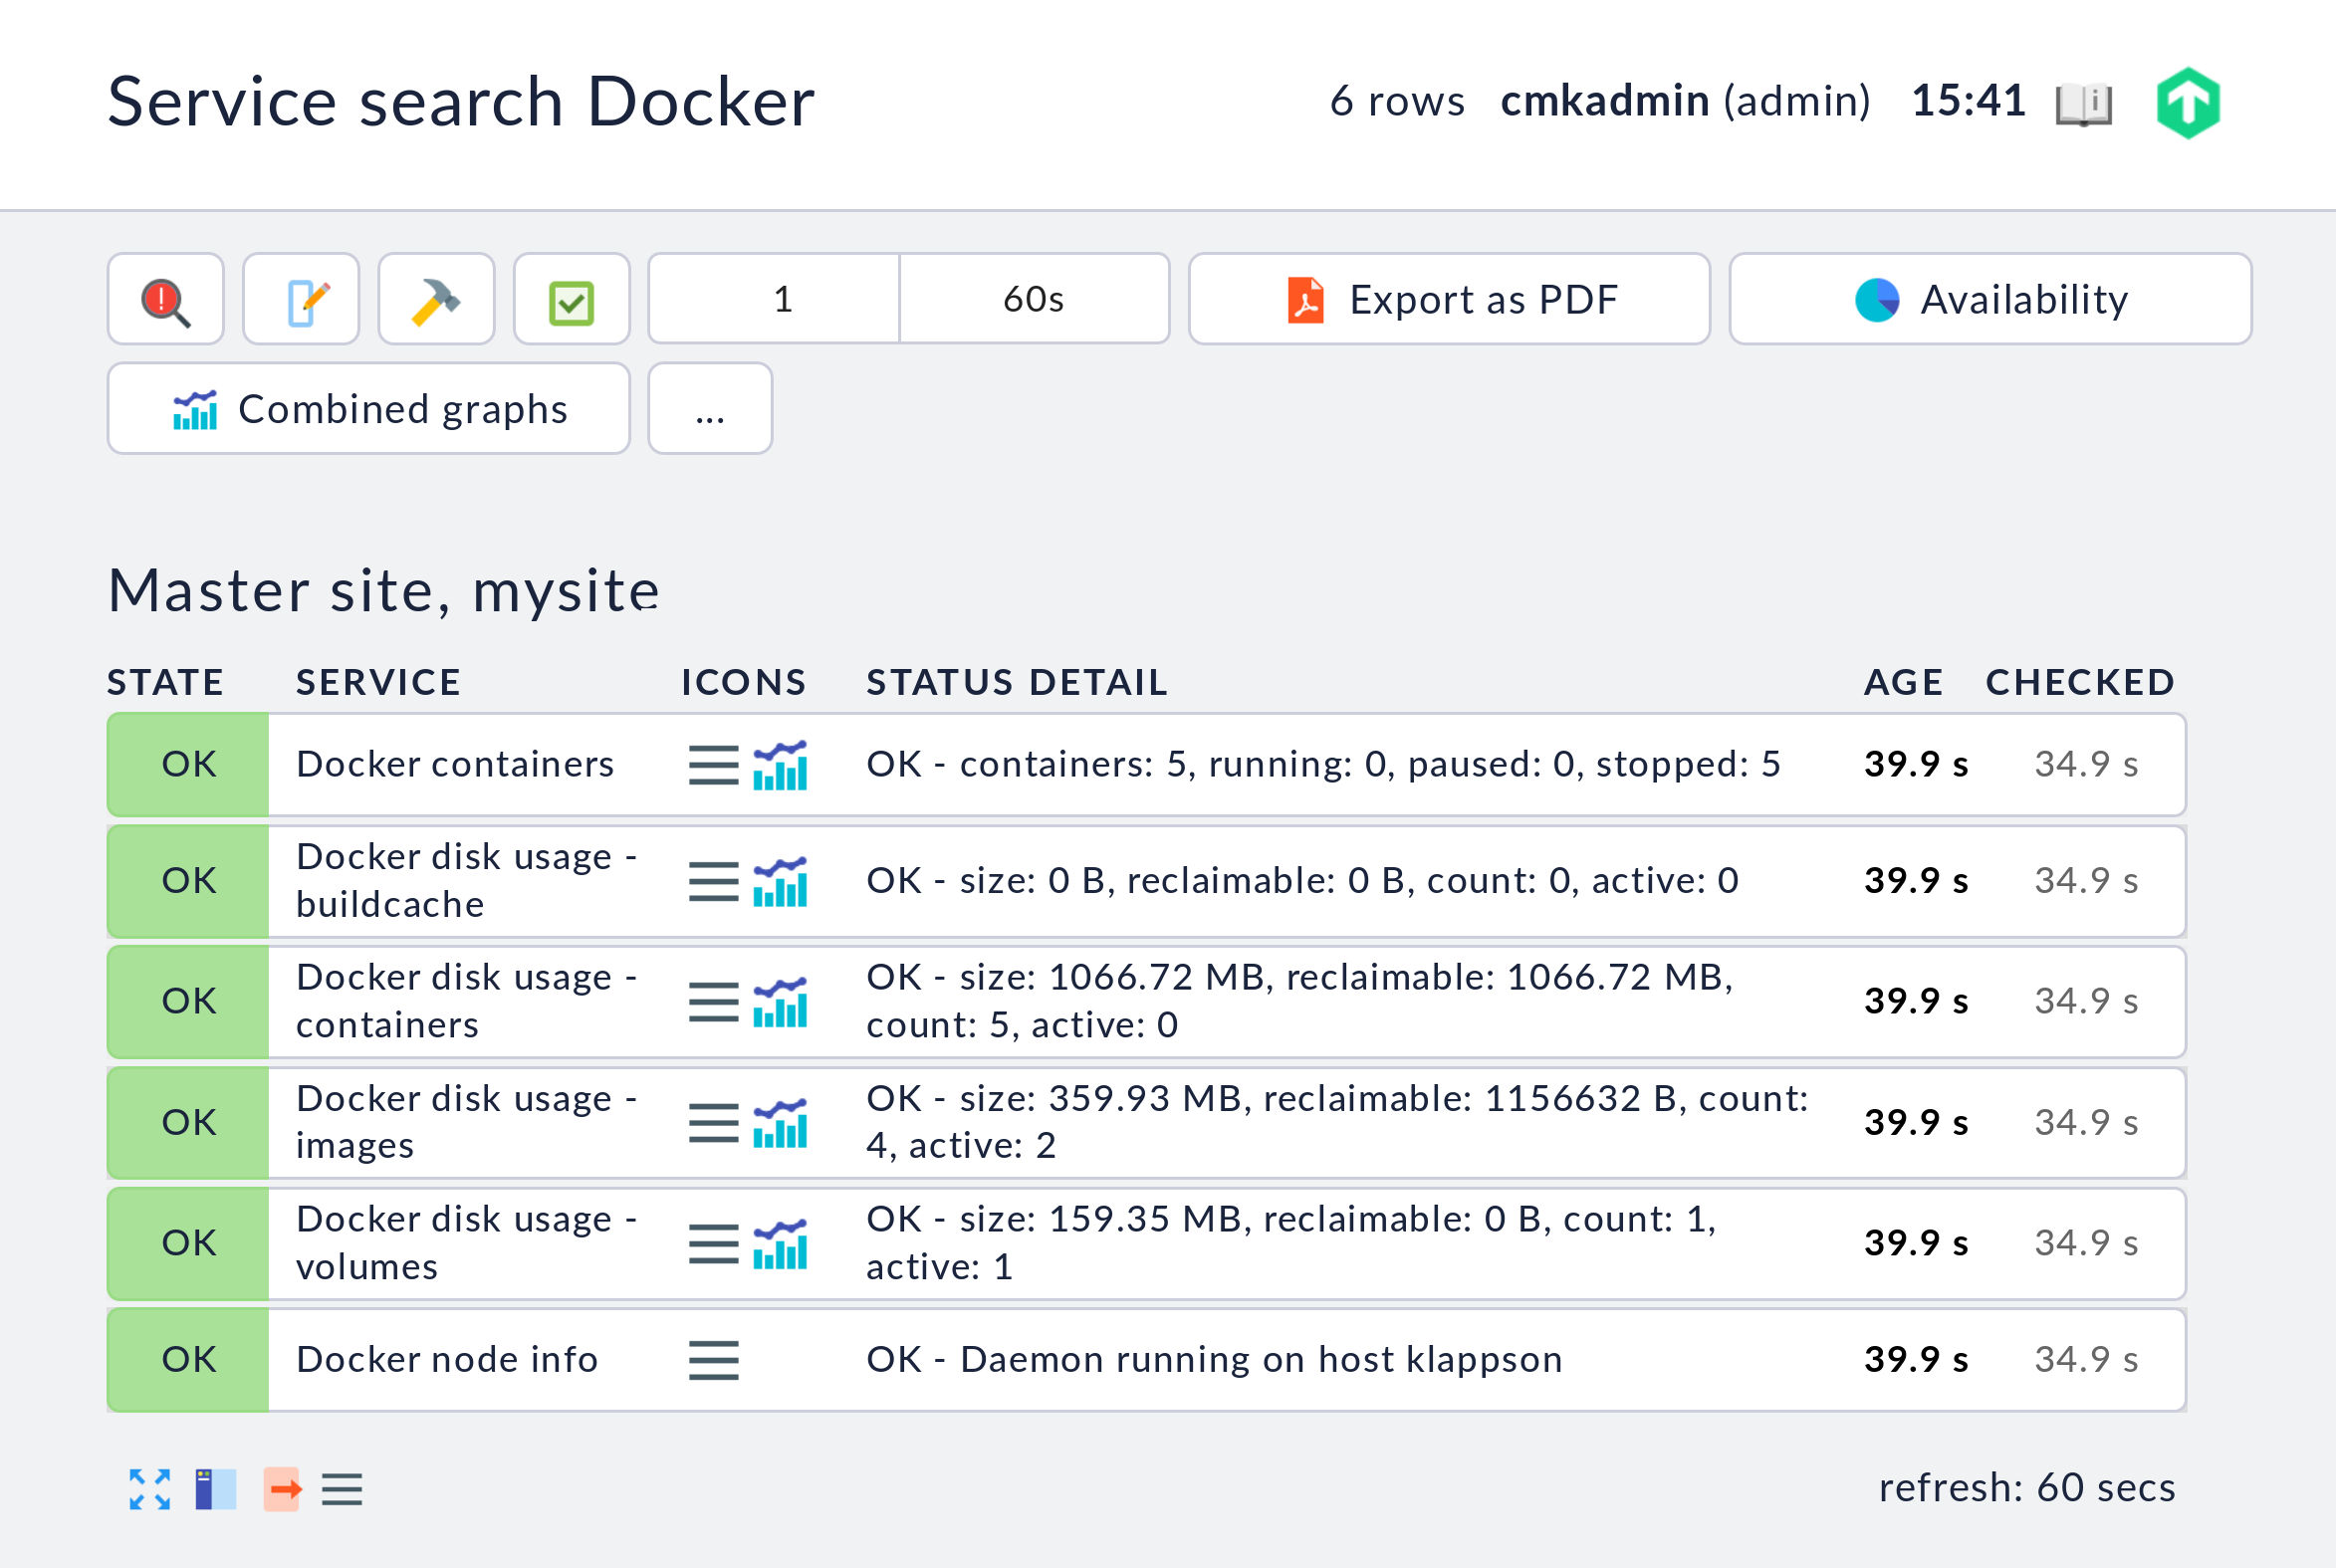 Service search Docker 6 rows cmkadmin (admin) 15:41
1 60s Export as PDF Availability
Combined graphs ...
Master site, mysite
STATE SERVICE ICONS STATUS DETAIL AGE CHECKED
OK Docker containers OK - containers: 5, running: 0, paused: 0, stopped: 5 39.9 s 34.9 s
Docker disk usage -
OK buildcache OK - size: 0 B, reclaimable: 0 B, count: 0, active: 0 39.9 s 34.9 s
Docker disk usage - OK - size: 1066.72 MB, reclaimable: 1066.72 MB,
OK containers count: 5, active: 0 39.9 s 34.9 s
Docker disk usage - OK - size: 359.93 MB, reclaimable: 1156632 B, count:
OK images 4, active: 2 39.9 s 34.9 s
Docker disk usage - OK - size: 159.35 MB, reclaimable: 0 B, count: 1,
OK volumes active: 1 39.9 s 34.9 s
OK Docker node info OK - Daemon running on host klappson 39.9 s 34.9 s
refresh: 60 secs